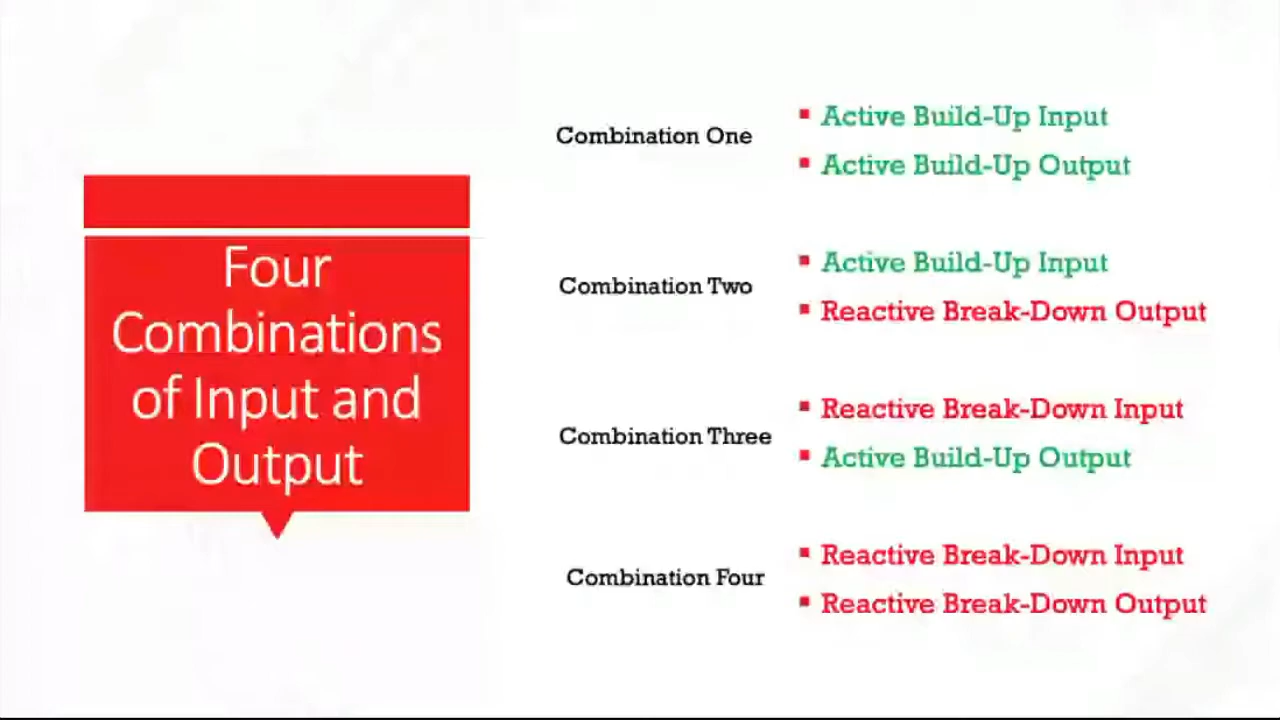 Four
Combinations
of Input and
Output
Combination One
Active Build-Up Input
Active Build-Up Output
Combination Two
Active Build-Up Input
Reactive Break-Down Output
Combination Three
Reactive Break-Down Input
Active Build-Up Output
Combination Four
Reactive Break-Down Input
Reactive Break-Down Output